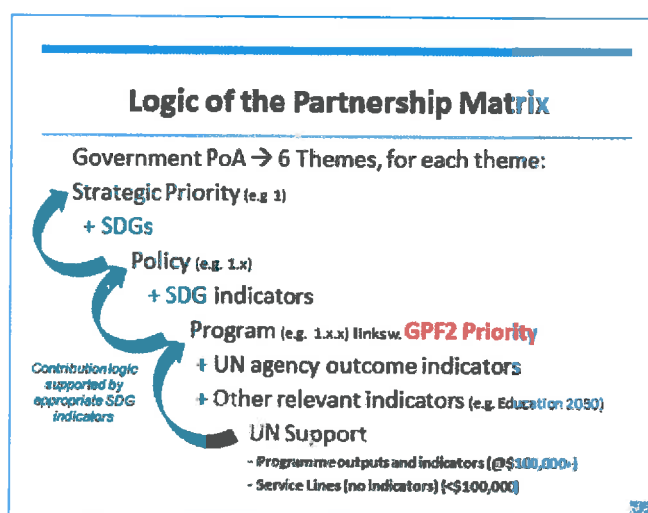 Logic of the Partnership Matrix
Government PoA → 6 Themes, for each theme:
Strategic Priority (e.g 1)
+ SDGs
Policy (e.g. 1.x)
+ SDG indicators
Program (e.g. 1.x.x) linksw. GPF2 Priority
+ UN agency outcome indicators
+ Other relevant indicators (e.g. Education 2030)
Contribution logic
supported by
appropriate SDG
indicators
UN Support
- Programme outputs and indicators (@$100,000+)
- Service Lines (no indicators) (<$100,000)